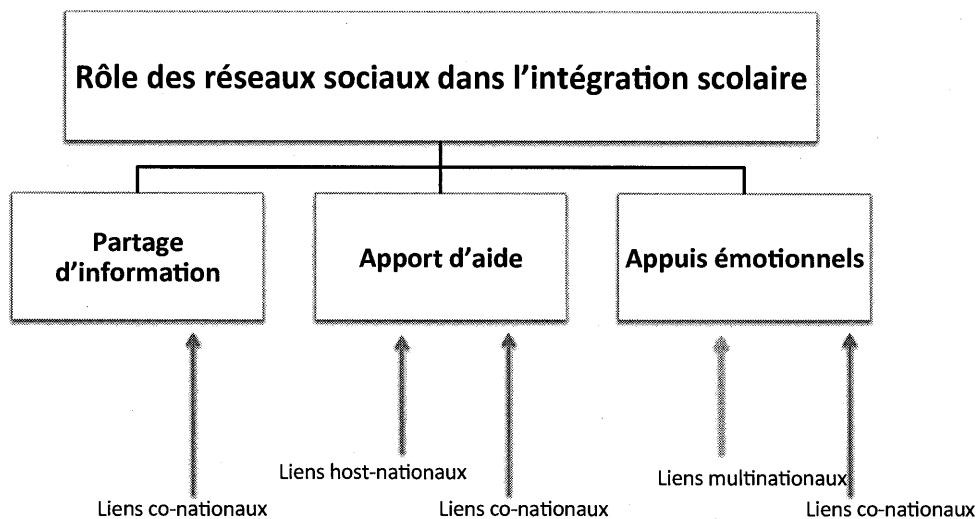 Rôle des réseaux sociaux dans l'intégration scolaire
Partage
d'information
Apport d'aide
Appuis émotionnels
Liens host-nationaux
Liens multinationaux
Liens co-nationaux
Liens co-nationaux
Liens co-nationaux